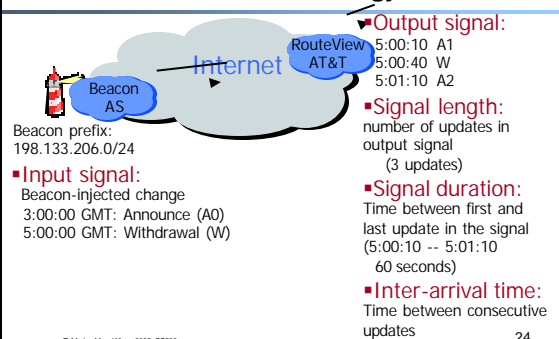 RouteView
AT&T
Internet
Beacon
AS
Beacon prefix:
198.133.206.0/24
▪Input signal:
Beacon-injected change
3:00:00 GMT: Announce (A0)
5:00:00 GMT: Withdrawal (W)
▪Output signal:
5:00:10 A1
5:00:40 W
5:01:10 A2
▪Signal length:
number of updates in
output signal
(3 updates)
▪Signal duration:
Time between first and
last update in the signal
(5:00:10 -- 5:01:10
60 seconds)
▪Inter-arrival time:
Time between consecutive
updates
24